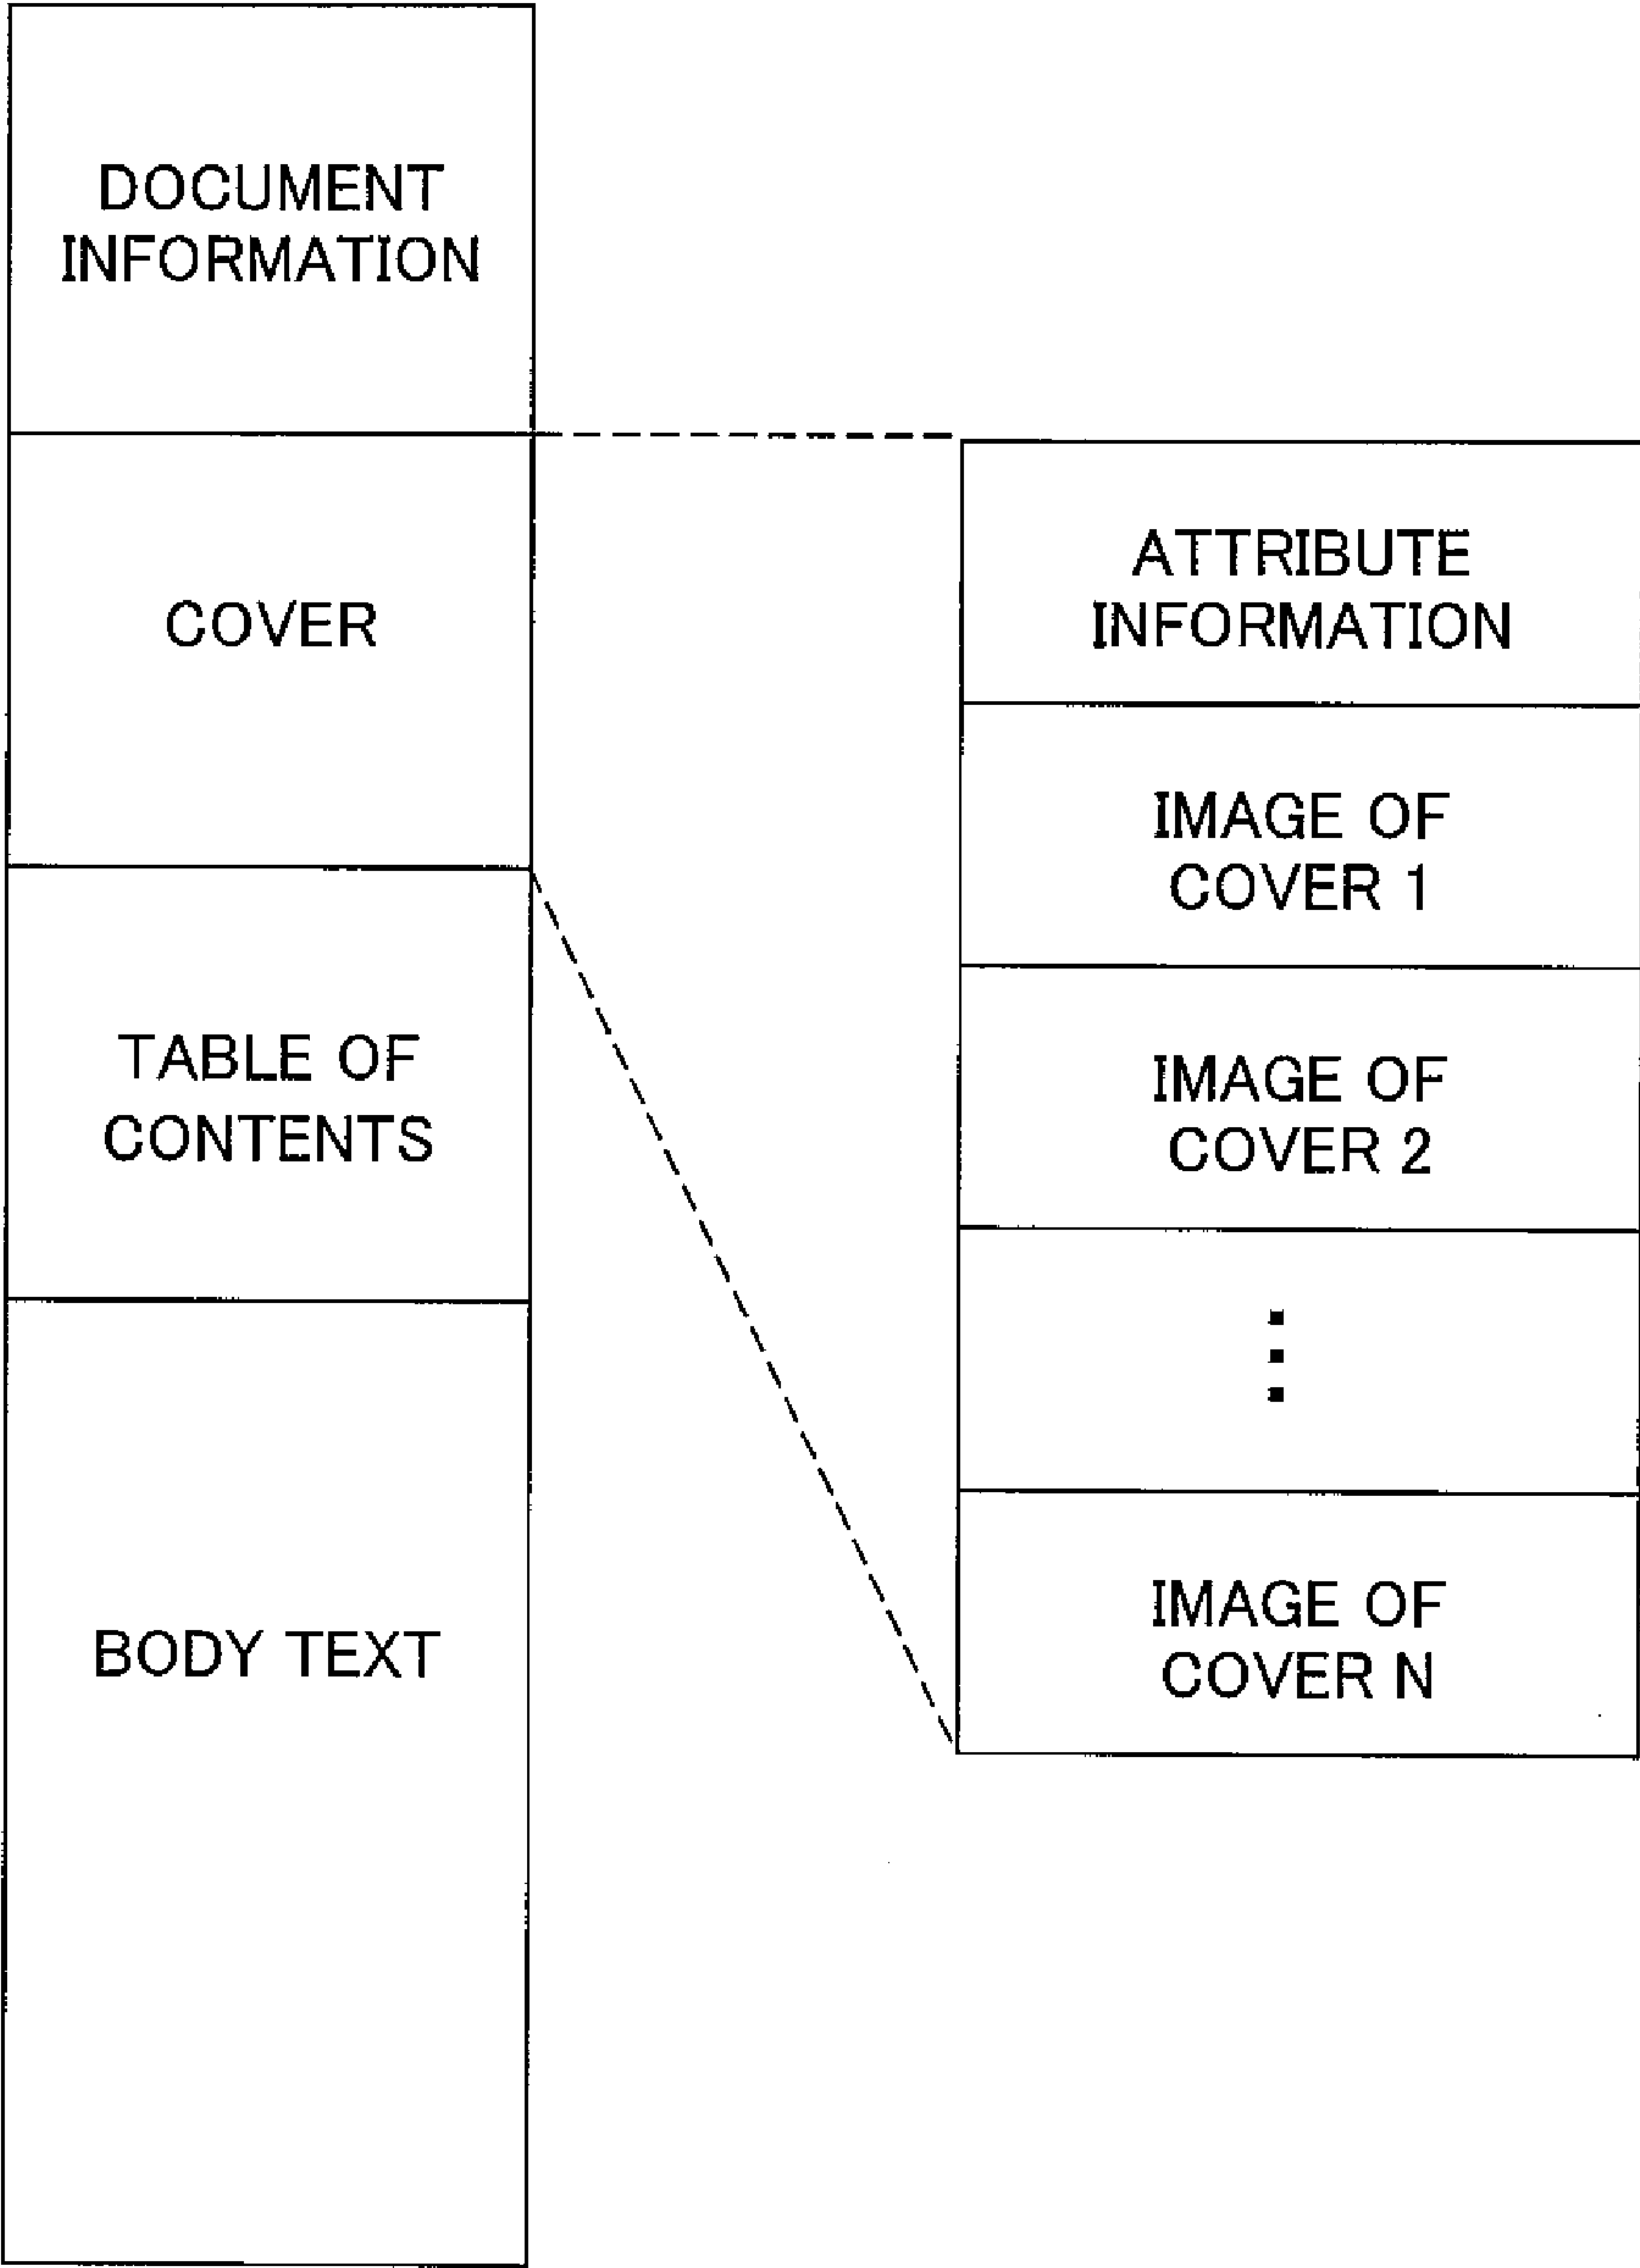 DOCUMENT
INFORMATION
COVER
TABLE OF
CONTENTS
BODY TEXT
ATTRIBUTE
INFORMATION
IMAGE OF
COVER 1
IMAGE OF
COVER 2
⋮
IMAGE OF
COVER N